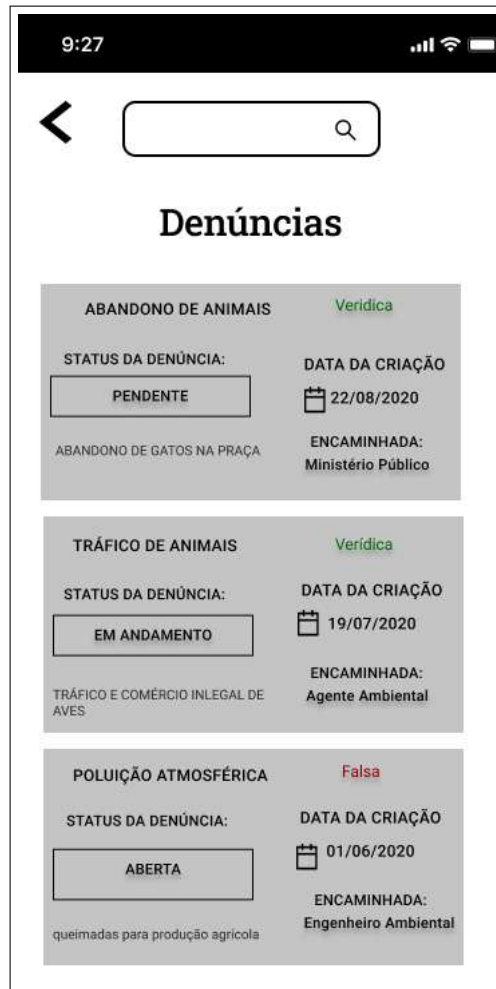 9:27
Denúncias
ABANDONO DE ANIMAIS
Veridica
STATUS DA DENÚNCIA:
DATA DA CRIAÇÃO
PENDENTE
22/08/2020
ABANDONO DE GATOS NA PRAÇA
ENCAMINHADA:
Ministério Público
TRÁFICO DE ANIMAIS
Verídica
STATUS DA DENÚNCIA:
DATA DA CRIAÇÃO
EM ANDAMENTO
19/07/2020
TRÁFICO E COMÉRCIO INLEGAL DE
AVES
ENCAMINHADA:
Agente Ambiental
POLUIÇÃO ATMOSFÉRICA
Falsa
STATUS DA DENÚNCIA:
DATA DA CRIAÇÃO
ABERTA
01/06/2020
queimadas para produção agrícola
ENCAMINHADA:
Engenheiro Ambiental